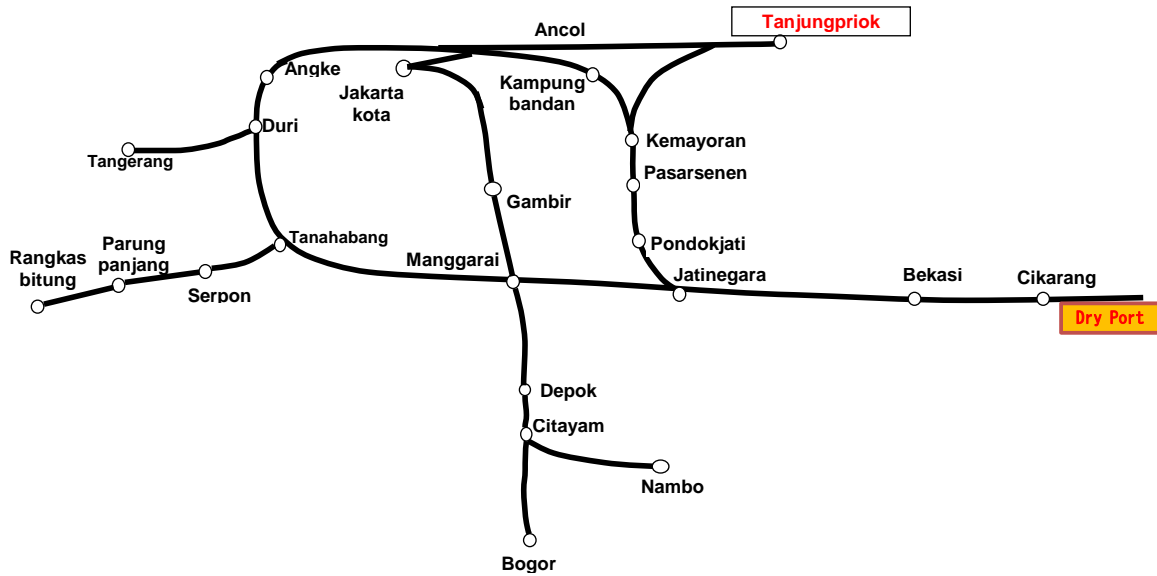 Tanjungpriok
Ancol
Angke
Jakarta
kota
Kampung
bandan
Duri
Kemayoran
Tangerang
Pasarsenen
Gambir
Tanahabang
Pondokjati
Parung
panjang
Rangkas
bitung
Manggarai
Jatinegara
Bekasi
Cikarang
Serpon
Dry Port
Depok
Citayam
Nambo
Bogor